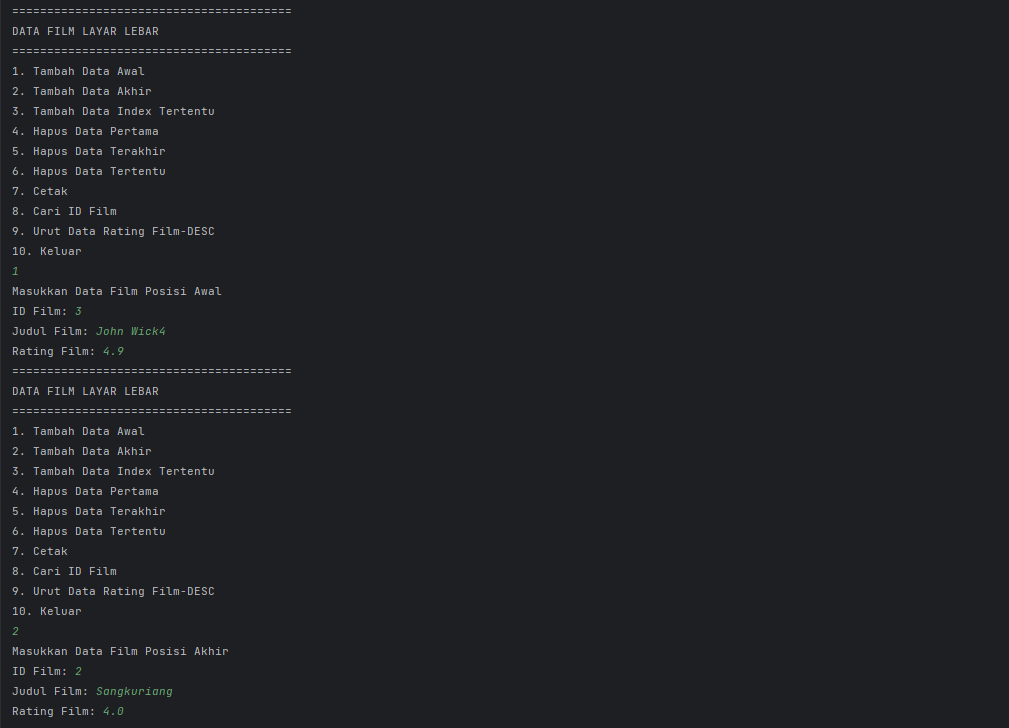 ========================================
DATA FILM LAYAR LEBAR
========================================
1. Tambah Data Awal
2. Tambah Data Akhir
3. Tambah Data Index Tertentu
4. Hapus Data Pertama
5. Hapus Data Terakhir
6. Hapus Data Tertentu
7. Cetak
8. Cari ID Film
9. Urut Data Rating Film-DESC
10. Keluar
1
Masukkan Data Film Posisi Awal
ID Film: 3
Judul Film: John Wick4
Rating Film: 4.9
========================================
DATA FILM LAYAR LEBAR
========================================
1. Tambah Data Awal
2. Tambah Data Akhir
3. Tambah Data Index Tertentu
4. Hapus Data Pertama
5. Hapus Data Terakhir
6. Hapus Data Tertentu
7. Cetak
8. Cari ID Film
9. Urut Data Rating Film-DESC
10. Keluar
2
Masukkan Data Film Posisi Akhir
ID Film: 2
Judul Film: Sangkuriang
Rating Film: 4.0